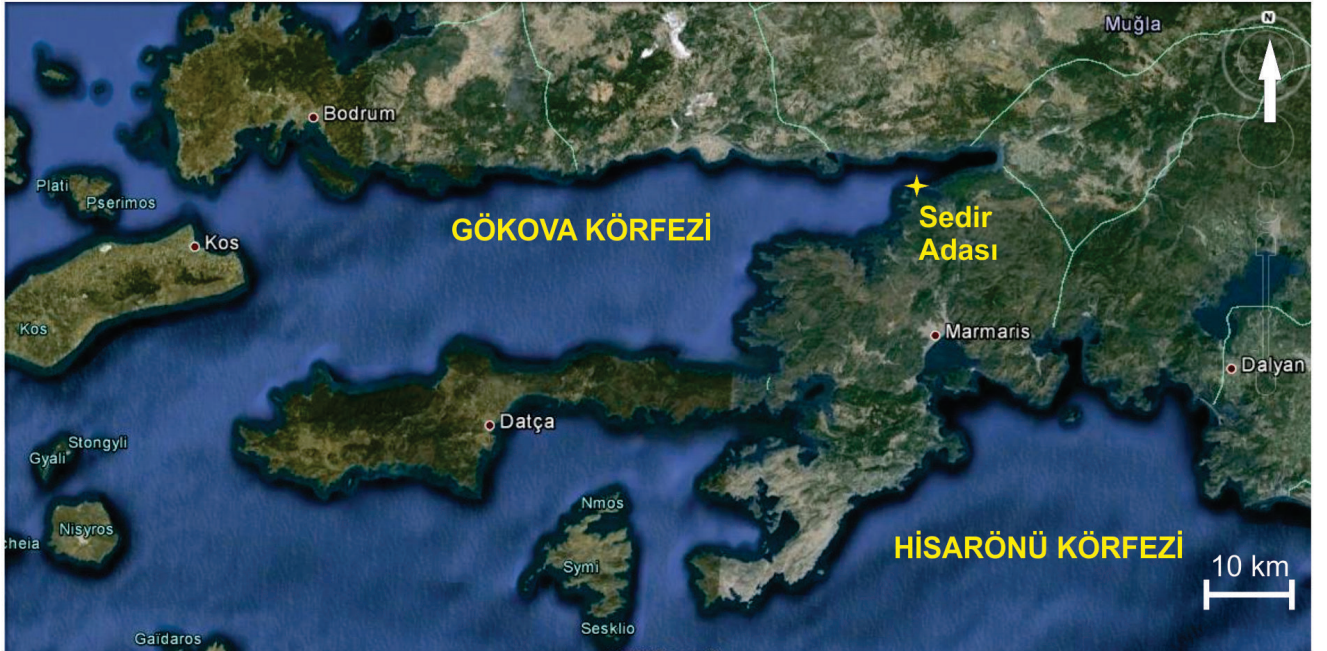 Muğla
N
Bodrum
Plati
Pserimos
Sedir
Adası
GÖKOVA KÖRFEZİ
Kos
Kos
Marmaris
Dalyan
Datça
Stongyli
Gyali
Nmos
Nisyros
cheia
HİSARÖNÜ KÖRFEZİ
Symi
10 km
Sesklio
Gaïdaros